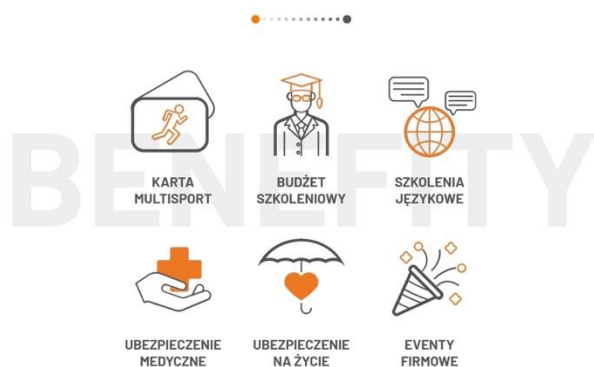 BENEFITY
KARTA
MULTISPORT
BUDŻET
SZKOLENIOWY
SZKOLENIA
JĘZYKOWE
UBEZPIECZENIE
MEDYCZNE
UBEZPIECZENIE
NA ŻYCIE
EVENTY
FIRMOWE